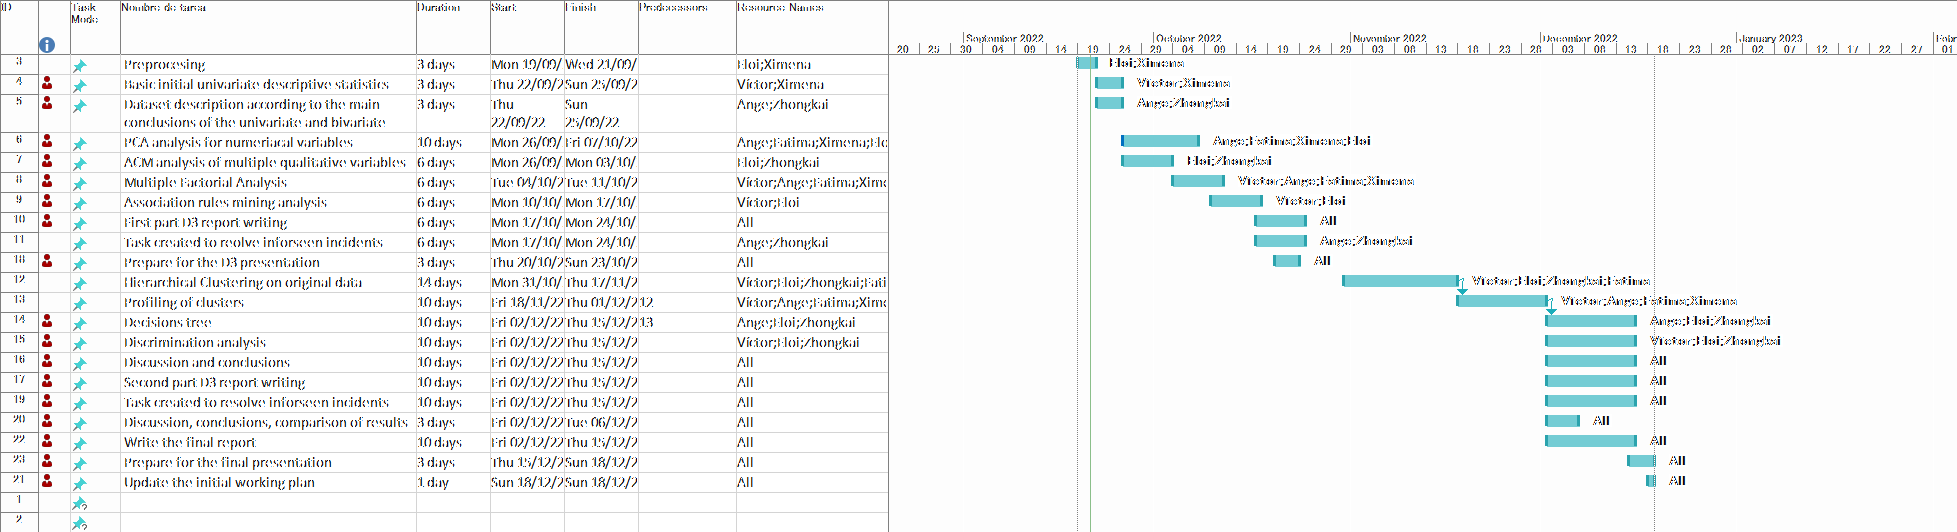 ID Task Mode Nombre de tarea Duration Start Finish Predecessors Resource Names
September 2022 October 2022 November 2022 December 2022 January 2023 Febr
20 25 30 04 09 14 19 24 29 04 09 14 19 24 29 03 08 13 18 23 28 03 08 13 18 23 28 02 07 12 17 22 27 01
3 Preprocesing 3 days Mon 19/09/ Wed 21/09/ Eloi;Ximena Eloi;Ximena
4 Basic initial univariate descriptive statistics 3 days Thu 22/09/2 Sun 25/09/2 Víctor;Ximena Víctor;Ximena
5 Dataset description according to the main 3 days Thu Sun Ange;Zhongkai Ange;Zhongkai
conclusions of the univariate and bivariate 22/09/22 25/09/22
6 PCA analysis for numeriacal variables 10 days Mon 26/09/ Fri 07/10/22 Ange;Fatima;Ximena;Elo Ange;Fatima;Ximena;Eloi
7 ACM analysis of multiple qualitative variables 6 days Mon 26/09/ Mon 03/10/ Eloi;Zhongkai Eloi;Zhongkai
8 Multiple Factorial Analysis 6 days Tue 04/10/2 Tue 11/10/2 Víctor;Ange;Fatima;Xime Víctor;Ange;Fatima;Ximena
9 Association rules mining analysis 6 days Mon 10/10/ Mon 17/10/ Víctor;Eloi Víctor;Eloi
10 First part D3 report writing 6 days Mon 17/10/ Mon 24/10/ All All
11 Task created to reolve inforseen incidents 6 days Mon 17/10/ Mon 24/10/ Ange;Zhongkai Ange;Zhongkai
18 Prepare for the D3 presentation 3 days Thu 20/10/2 Sun 23/10/2 All All
12 Hierarchical Clustering on original data 14 days Mon 31/10/ Thu 17/11/2 Víctor;Eloi;Zhongkai;Fati Víctor;Eloi;Zhongkai;Fatima
13 Profiling of clusters 10 days Fri 18/11/22 Thu 01/12/2 12 Víctor;Ange;Fatima;Xime Víctor;Ange;Fatima;Ximena
14 Decisions tree 10 days Fri 02/12/22 Thu 15/12/2 13 Ange;Eloi;Zhongkai Ange;Eloi;Zhongkai
15 Discrimination analysis 10 days Fri 02/12/22 Thu 15/12/2 Víctor;Eloi;Zhongkai Víctor;Eloi;Zhongkai
16 Discussion and conclusions 10 days Fri 02/12/22 Thu 15/12/2 All All
17 Second part D3 report writing 10 days Fri 02/12/22 Thu 15/12/2 All All
19 Task created to resolve inforseen incidents 10 days Fri 02/12/22 Thu 15/12/2 All All
20 Discussion, conclusions, comparison of results 3 days Fri 02/12/22 Tue 06/12/2 All All
22 Write the final report 10 days Fri 02/12/22 Thu 15/12/2 All All
23 Prepare for the final presentation 3 days Thu 15/12/2 Sun 18/12/2 All All
21 Update the initial working plan 1 day Sun 18/12/2 Sun 18/12/2 All All
1
2